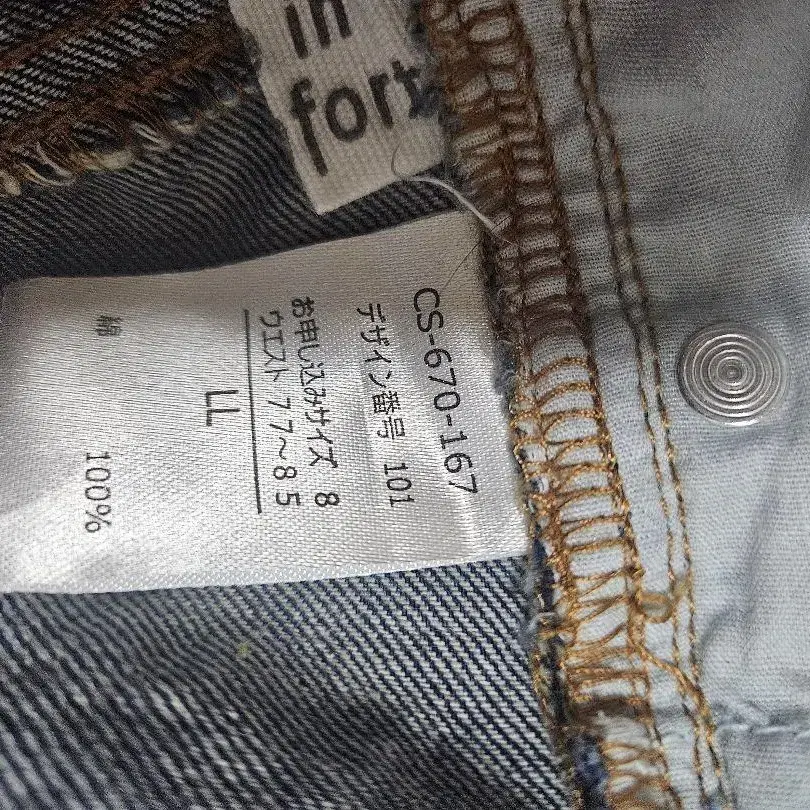 in
for
CS-670-167
デザイン番号 101
お申し込みサイズ 8
ウエスト 77~85
LL
綿 100%